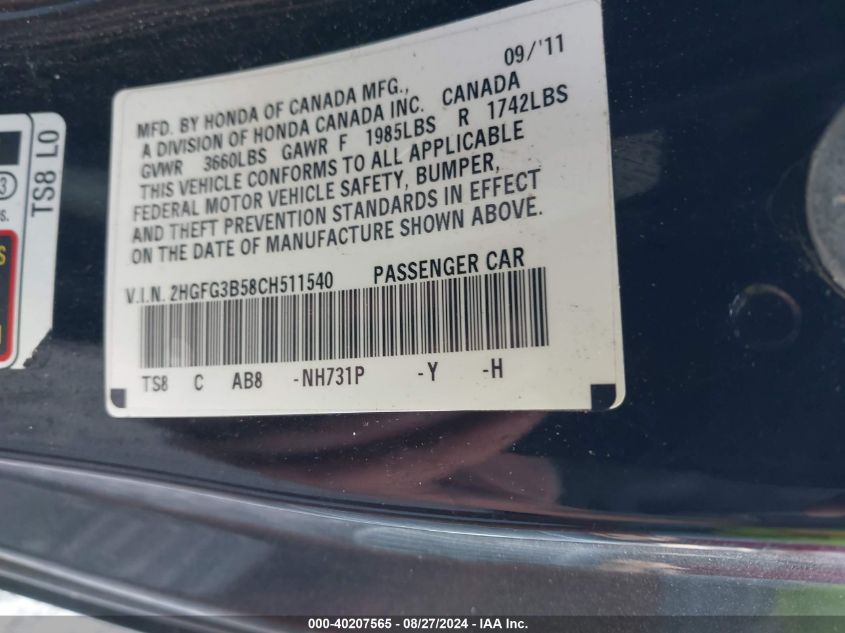 09/'11
MFD. BY HONDA OF CANADA MFG.,
A DIVISION OF HONDA CANADA INC. CANADA
GVWR 3660LBS GAWR F 1985LBS R 1742LBS
THIS VEHICLE CONFORMS TO ALL APPLICABLE
FEDERAL MOTOR VEHICLE SAFETY, BUMPER,
AND THEFT PREVENTION STANDARDS IN EFFECT
ON THE DATE OF MANUFACTURE SHOWN ABOVE.
V.I.N. 2HGFG3B58CH511540 PASSENGER CAR
TS8 C AB8 -NH731P -Y -H
TS8 L0
3
S.
S
000-40207565 - 08/27/2024 - IAA Inc.